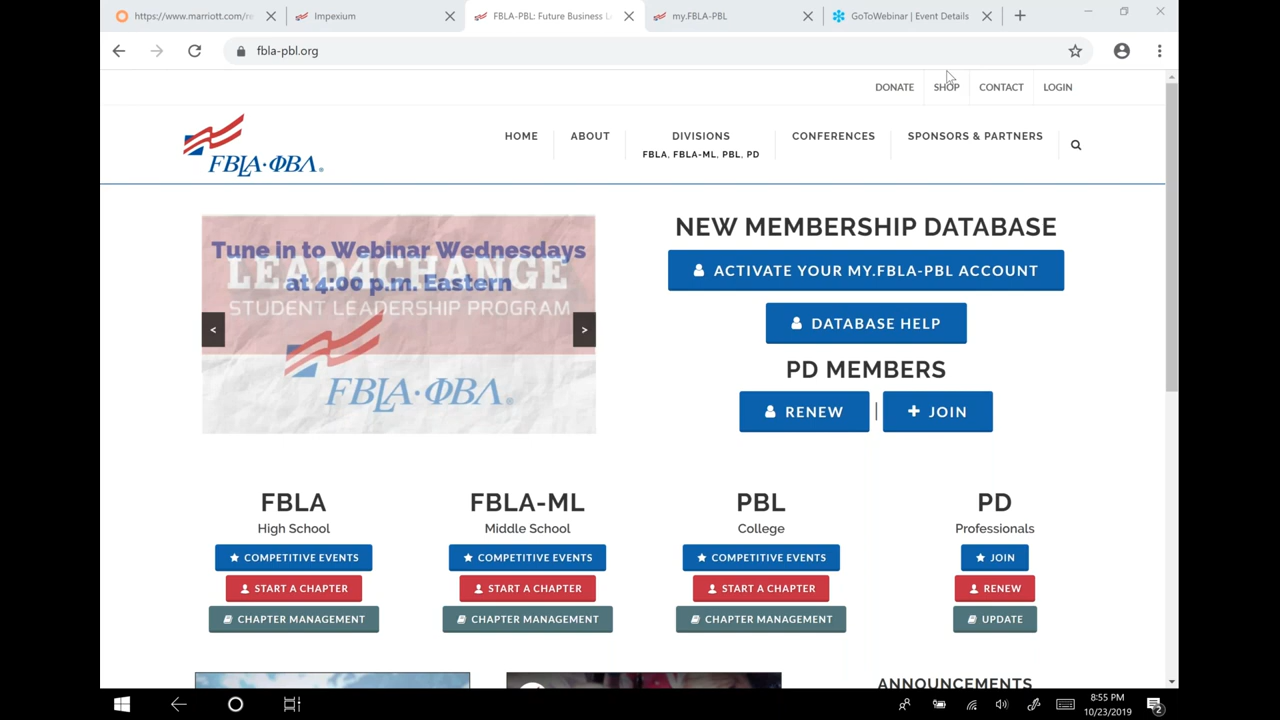 https://www.marriott.com/re
Impexium
FBLA-PBL: Future Business L
my.FBLA-PBL
GoToWebinar | Event Details
fbla-pbl.org
DONATE SHOP CONTACT LOGIN
FBLA·ΦBΛ®
HOME ABOUT DIVISIONS CONFERENCES SPONSORS & PARTNERS
FBLA, FBLA-ML, PBL, PD
Tune in to Webinar Wednesdays
LEAD4CHANGE
at 4:00 p.m. Eastern
STUDENT LEADERSHIP PROGRAM
< >
FBLA·ΦBΛ®
NEW MEMBERSHIP DATABASE
ACTIVATE YOUR MY.FBLA-PBL ACCOUNT
DATABASE HELP
PD MEMBERS
RENEW | JOIN
FBLA
High School
COMPETITIVE EVENTS
START A CHAPTER
CHAPTER MANAGEMENT
FBLA-ML
Middle School
COMPETITIVE EVENTS
START A CHAPTER
CHAPTER MANAGEMENT
PBL
College
COMPETITIVE EVENTS
START A CHAPTER
CHAPTER MANAGEMENT
PD
Professionals
JOIN
RENEW
UPDATE
ANNOUNCEMENTS
8:55 PM
10/23/2019
2